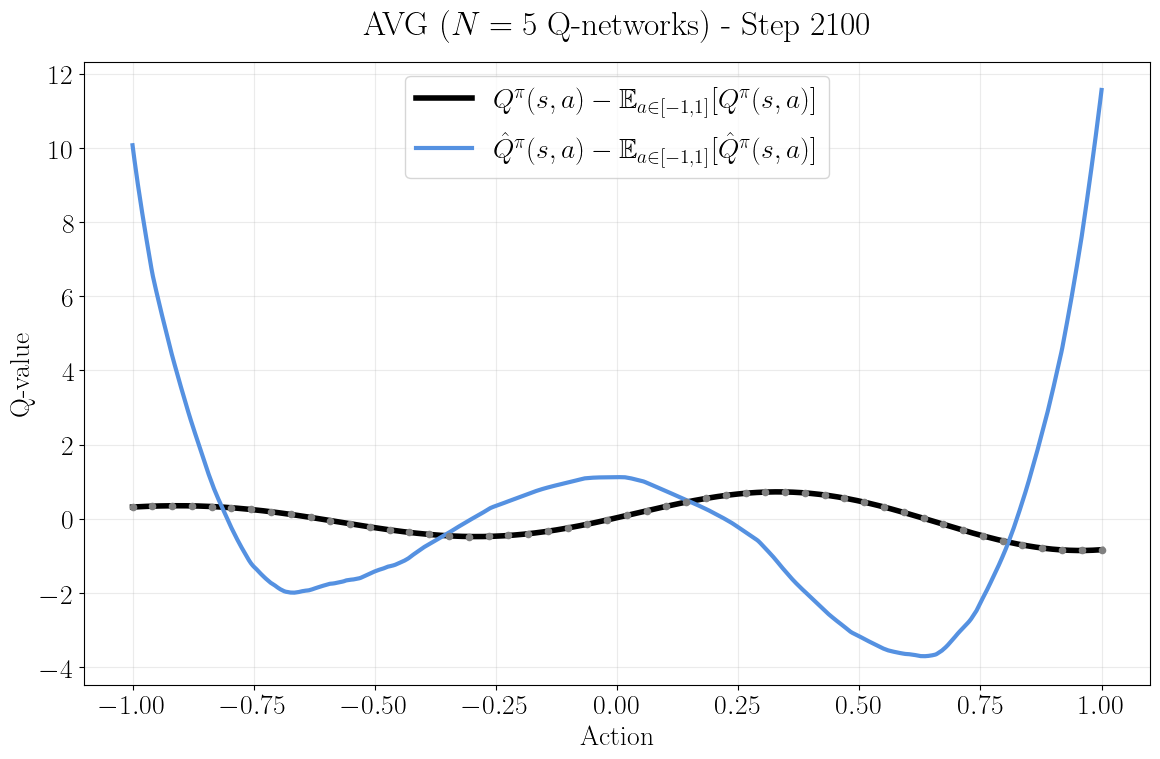 AVG (N = 5 Q-networks) - Step 2100
Q^π(s, a) − 𝔼_{a∈[−1,1]}[Q^π(s, a)]
Q̂^π(s, a) − 𝔼_{a∈[−1,1]}[Q̂^π(s, a)]
Q-value
12
10
8
6
4
2
0
−2
−4
−1.00 −0.75 −0.50 −0.25 0.00 0.25 0.50 0.75 1.00
Action